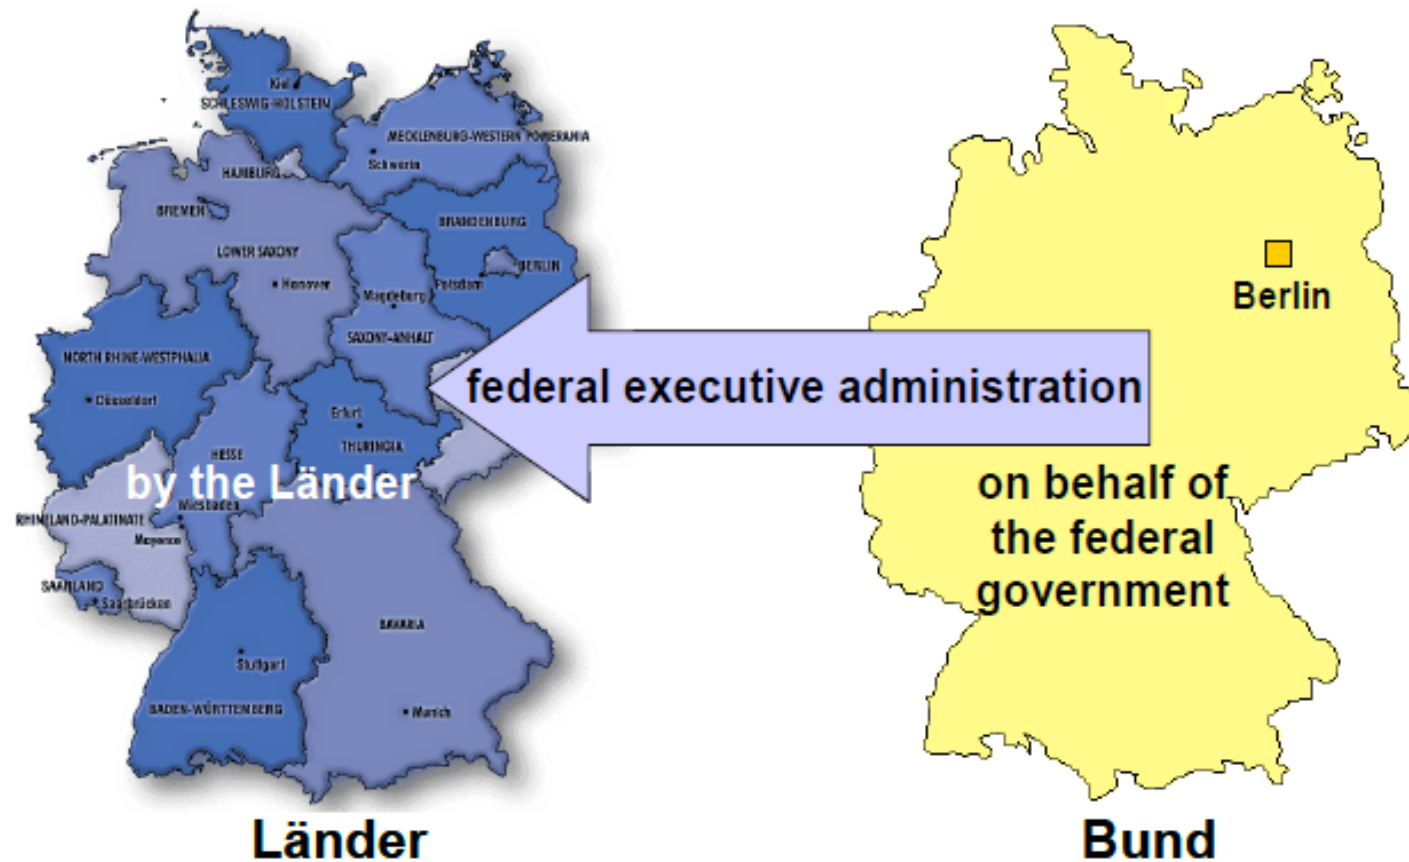 Kiel
SCHLESWIG-HOLSTEIN
MECKLENBURG-WESTERN POMERANIA
Schwerin
HAMBURG
BREMEN
BRANDENBURG
LOWER SAXONY
BERLIN
Hanover
Potsdam
Magdeburg
SAXONY-ANHALT
NORTH RHINE-WESTPHALIA
Düsseldorf
Erfurt
THURINGIA
HESSE
by the Länder
Wiesbaden
RHINELAND-PALATINATE
Mayence
SAARLAND
Saarbrücken
BAVARIA
Stuttgart
BADEN-WÜRTTEMBERG
Munich
Länder
federal executive administration
Berlin
on behalf of
the federal
government
Bund